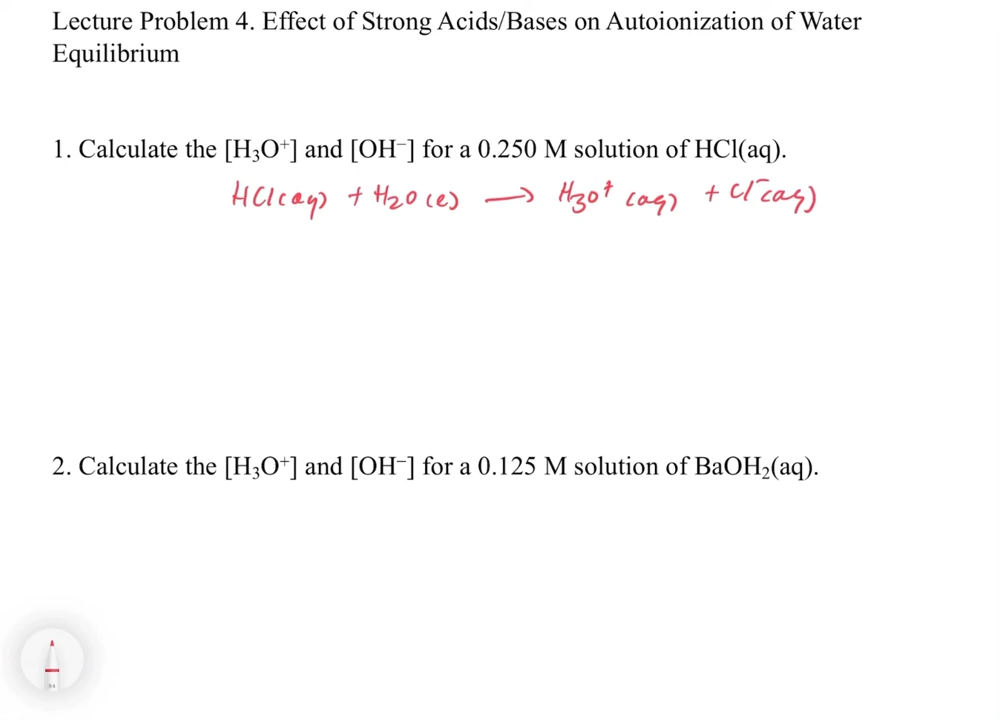 Lecture Problem 4. Effect of Strong Acids/Bases on Autoionization of Water
Equilibrium
1. Calculate the [H₃O⁺] and [OH⁻] for a 0.250 M solution of HCl(aq).
HCl(aq) + H₂O(l) → H₃O⁺(aq) + Cl⁻(aq)
2. Calculate the [H₃O⁺] and [OH⁻] for a 0.125 M solution of BaOH₂(aq).